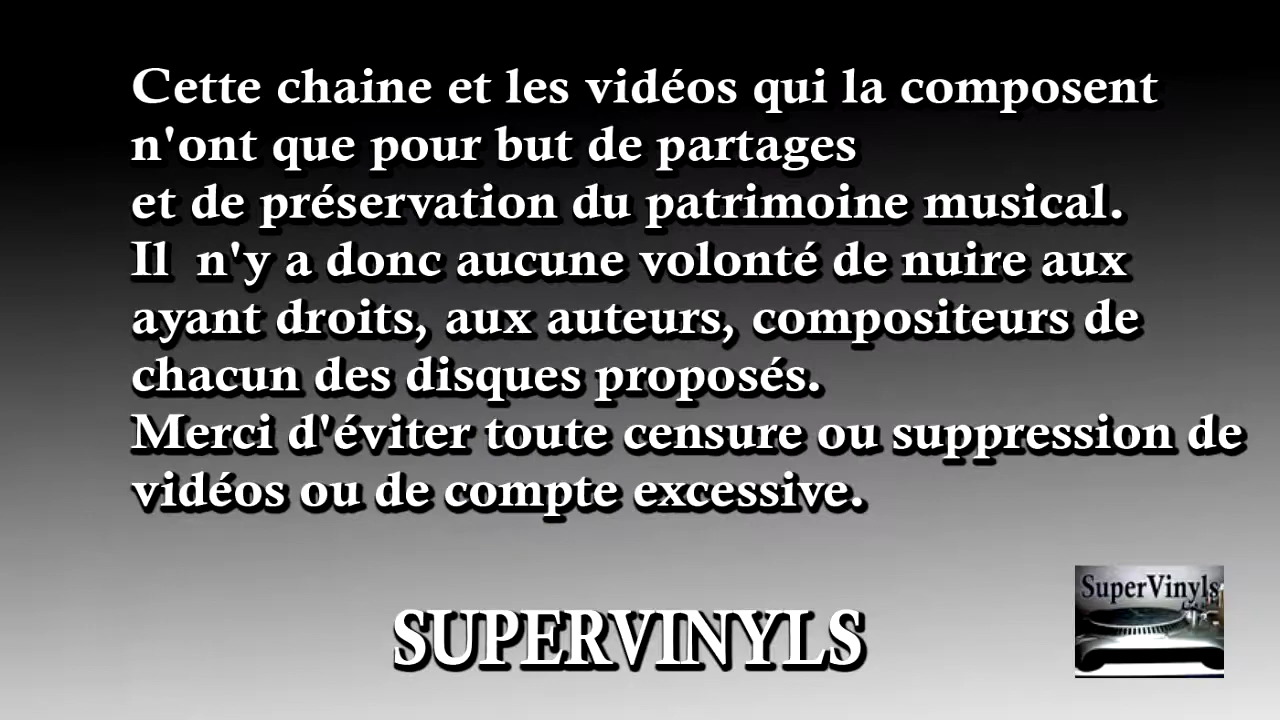 Cette chaine et les vidéos qui la composent
n'ont que pour but de partages
et de préservation du patrimoine musical.
Il  n'y a donc aucune volonté de nuire aux
ayant droits, aux auteurs, compositeurs de
chacun des disques proposés.
Merci d'éviter toute censure ou suppression de
vidéos ou de compte excessive.
SuperVinyls
SUPERVINYLS